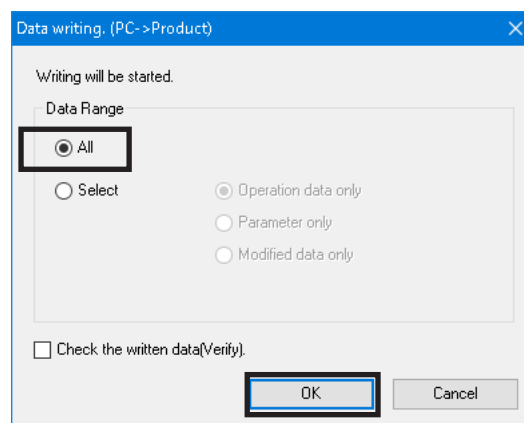 Data writing. (PC->Product)
Writing will be started.
Data Range
All
Select
Operation data only
Parameter only
Modified data only
Check the written data(Verify).
OK
Cancel